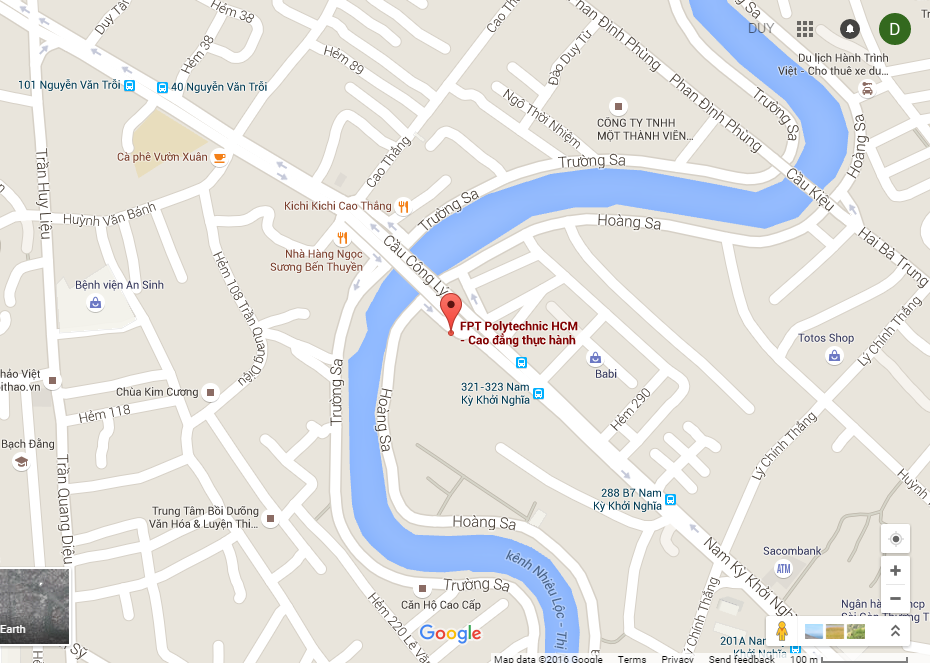 Duy Tân
Hẻm 38
Hẻm 38
Hẻm 89
Cao Thắng
Phan Đình Phùng
Đào Duy Từ
DUY
D
Du lịch Hành Trình
Việt - Cho thuê xe du...
101 Nguyễn Văn Trỗi
40 Nguyễn Văn Trỗi
Ngô Thời Nhiệm
CÔNG TY TNHH
MỘT THÀNH VIÊN...
Phan Đình Phùng
Trường Sa
Hoàng Sa
Cà phê Vườn Xuân
Cao Thắng
Trường Sa
Cầu Kiệu
Trần Huy Liệu
Huỳnh Văn Bánh
Kichi Kichi Cao Thắng
Trường Sa
Hoàng Sa
Hai Bà Trưng
Nhà Hàng Ngọc
Sương Bến Thuyền
Cầu Công Lý
Bệnh viện An Sinh
Hẻm 108 Trần Quang Diệu
FPT Polytechnic HCM
- Cao đẳng thực hành
Totos Shop
Lý Chính Thắng
Babi
321-323 Nam
Kỳ Khởi Nghĩa
Hẻm 290
Trường Sa
Hoàng Sa
Chùa Kim Cương
Hẻm 118
Bạch Đằng
Trần Quang Diệu
Lý Chính Thắng
288 B7 Nam
Kỳ Khởi Nghĩa
Trung Tâm Bồi Dưỡng
Văn Hóa & Luyện Thi...
Hoàng Sa
kênh Nhiêu Lộc - Thị
Nam Kỳ Khởi Nghĩa
Sacombank
ATM
Trường Sa
Căn Hộ Cao Cấp
Hẻm 220 Lê Văn
Lý Chính Thắng
Earth
Google
201A Nam
Map data ©2016 Google Terms Privacy Send feedback 100 m